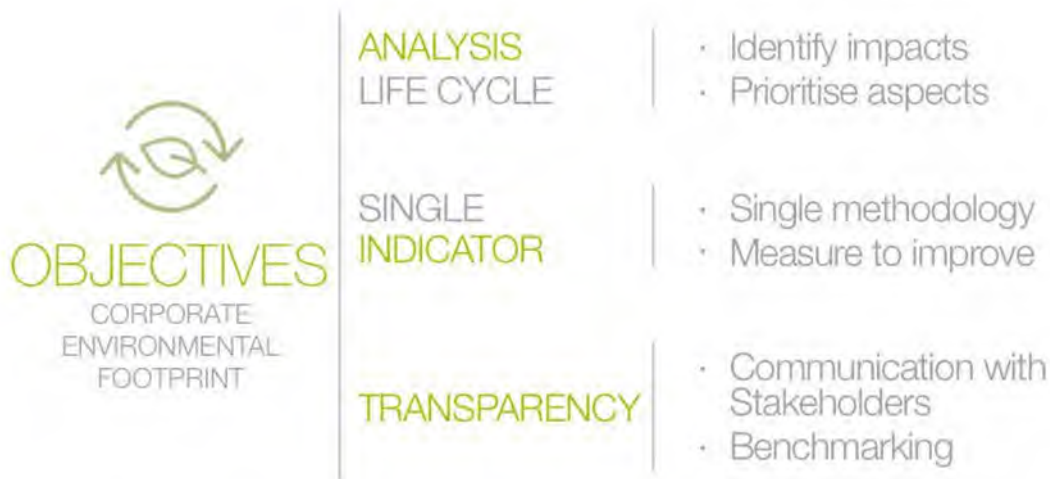 OBJECTIVES
CORPORATE
ENVIRONMENTAL
FOOTPRINT
ANALYSIS
LIFE CYCLE
· Identify impacts
· Prioritise aspects
SINGLE
INDICATOR
· Single methodology
· Measure to improve
TRANSPARENCY
· Communication with
Stakeholders
· Benchmarking